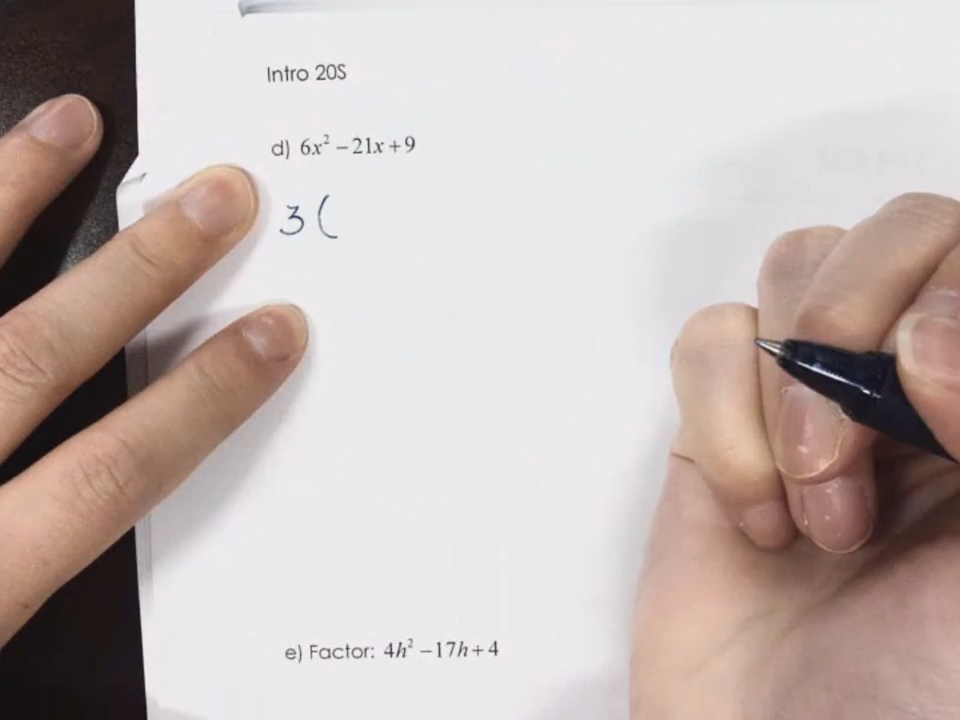 Intro 20S
d) 6x² – 21x + 9
3 (
e) Factor: 4h² – 17h + 4